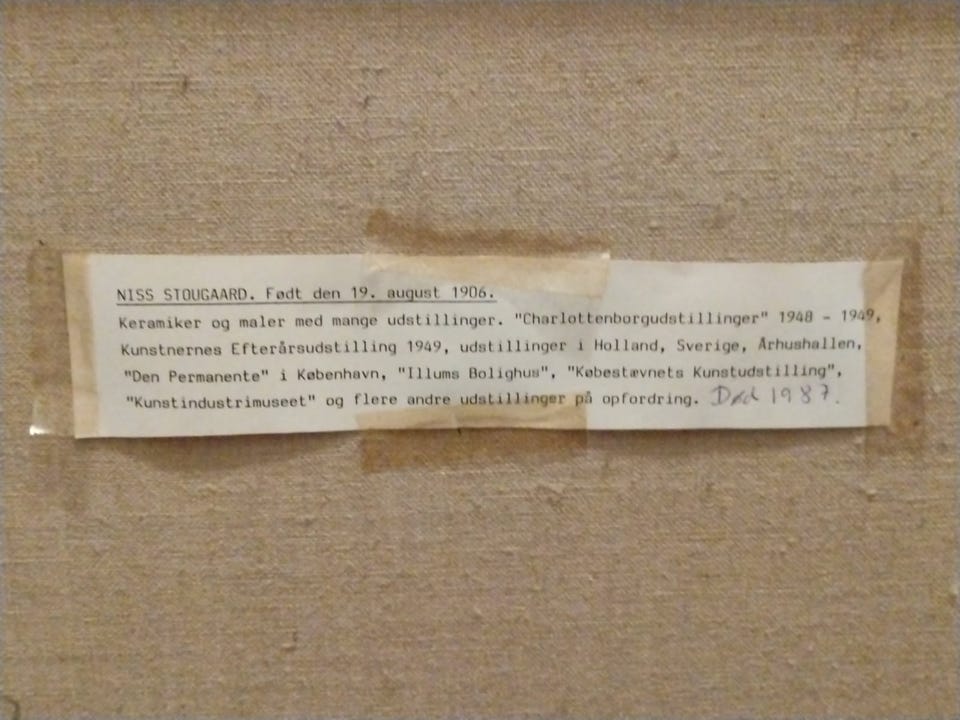 NISS STOUGAARD. Født den 19. august 1906.
Keramiker og maler med mange udstillinger. "Charlottenborgudstillinger" 1948 - 1949,
Kunstnernes Efterårsudstilling 1949, udstillinger i Holland, Sverige, Århushallen,
"Den Permanente" i København, "Illums Bolighus", "Købestævnets Kunstudstilling",
"Kunstindustrimuseet" og flere andre udstillinger på opfordring. Død 1987.